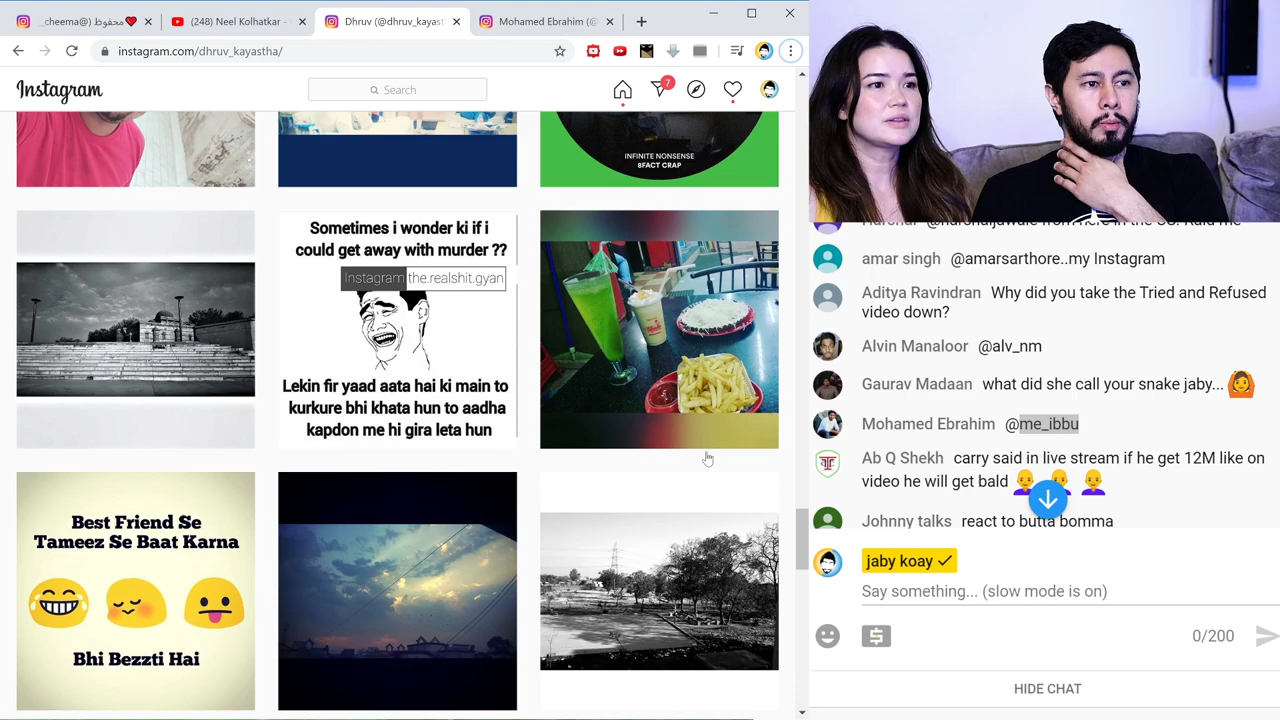 _cheema@) محفوظ❤
(248) Neel Kolhatkar -
Dhruv (@dhruv_kayast
Mohamed Ebrahim (@
instagram.com/dhruv_kayastha/
Instagram
Search
7
INFINITE NONSENSE
8FACT CRAP
Sometimes i wonder ki if i
could get away with murder ??
Instagram the.realshit.gyan
Lekin fir yaad aata hai ki main to
kurkure bhi khata hun to aadha
kapdon me hi gira leta hun
Best Friend Se
Tameez Se Baat Karna
Bhi Bezzti Hai
amar singh @amarsarthore..my Instagram
Aditya Ravindran Why did you take the Tried and Refused
video down?
Alvin Manaloor @alv_nm
Gaurav Madaan what did she call your snake jaby... 🙆
Mohamed Ebrahim @me_ibbu
Ab Q Shekh carry said in live stream if he get 12M like on
video he will get bald 👩‍🦲👩‍🦲👩‍🦲
Johnny talks react to butta bomma
jaby koay ✓
Say something... (slow mode is on)
0/200
HIDE CHAT